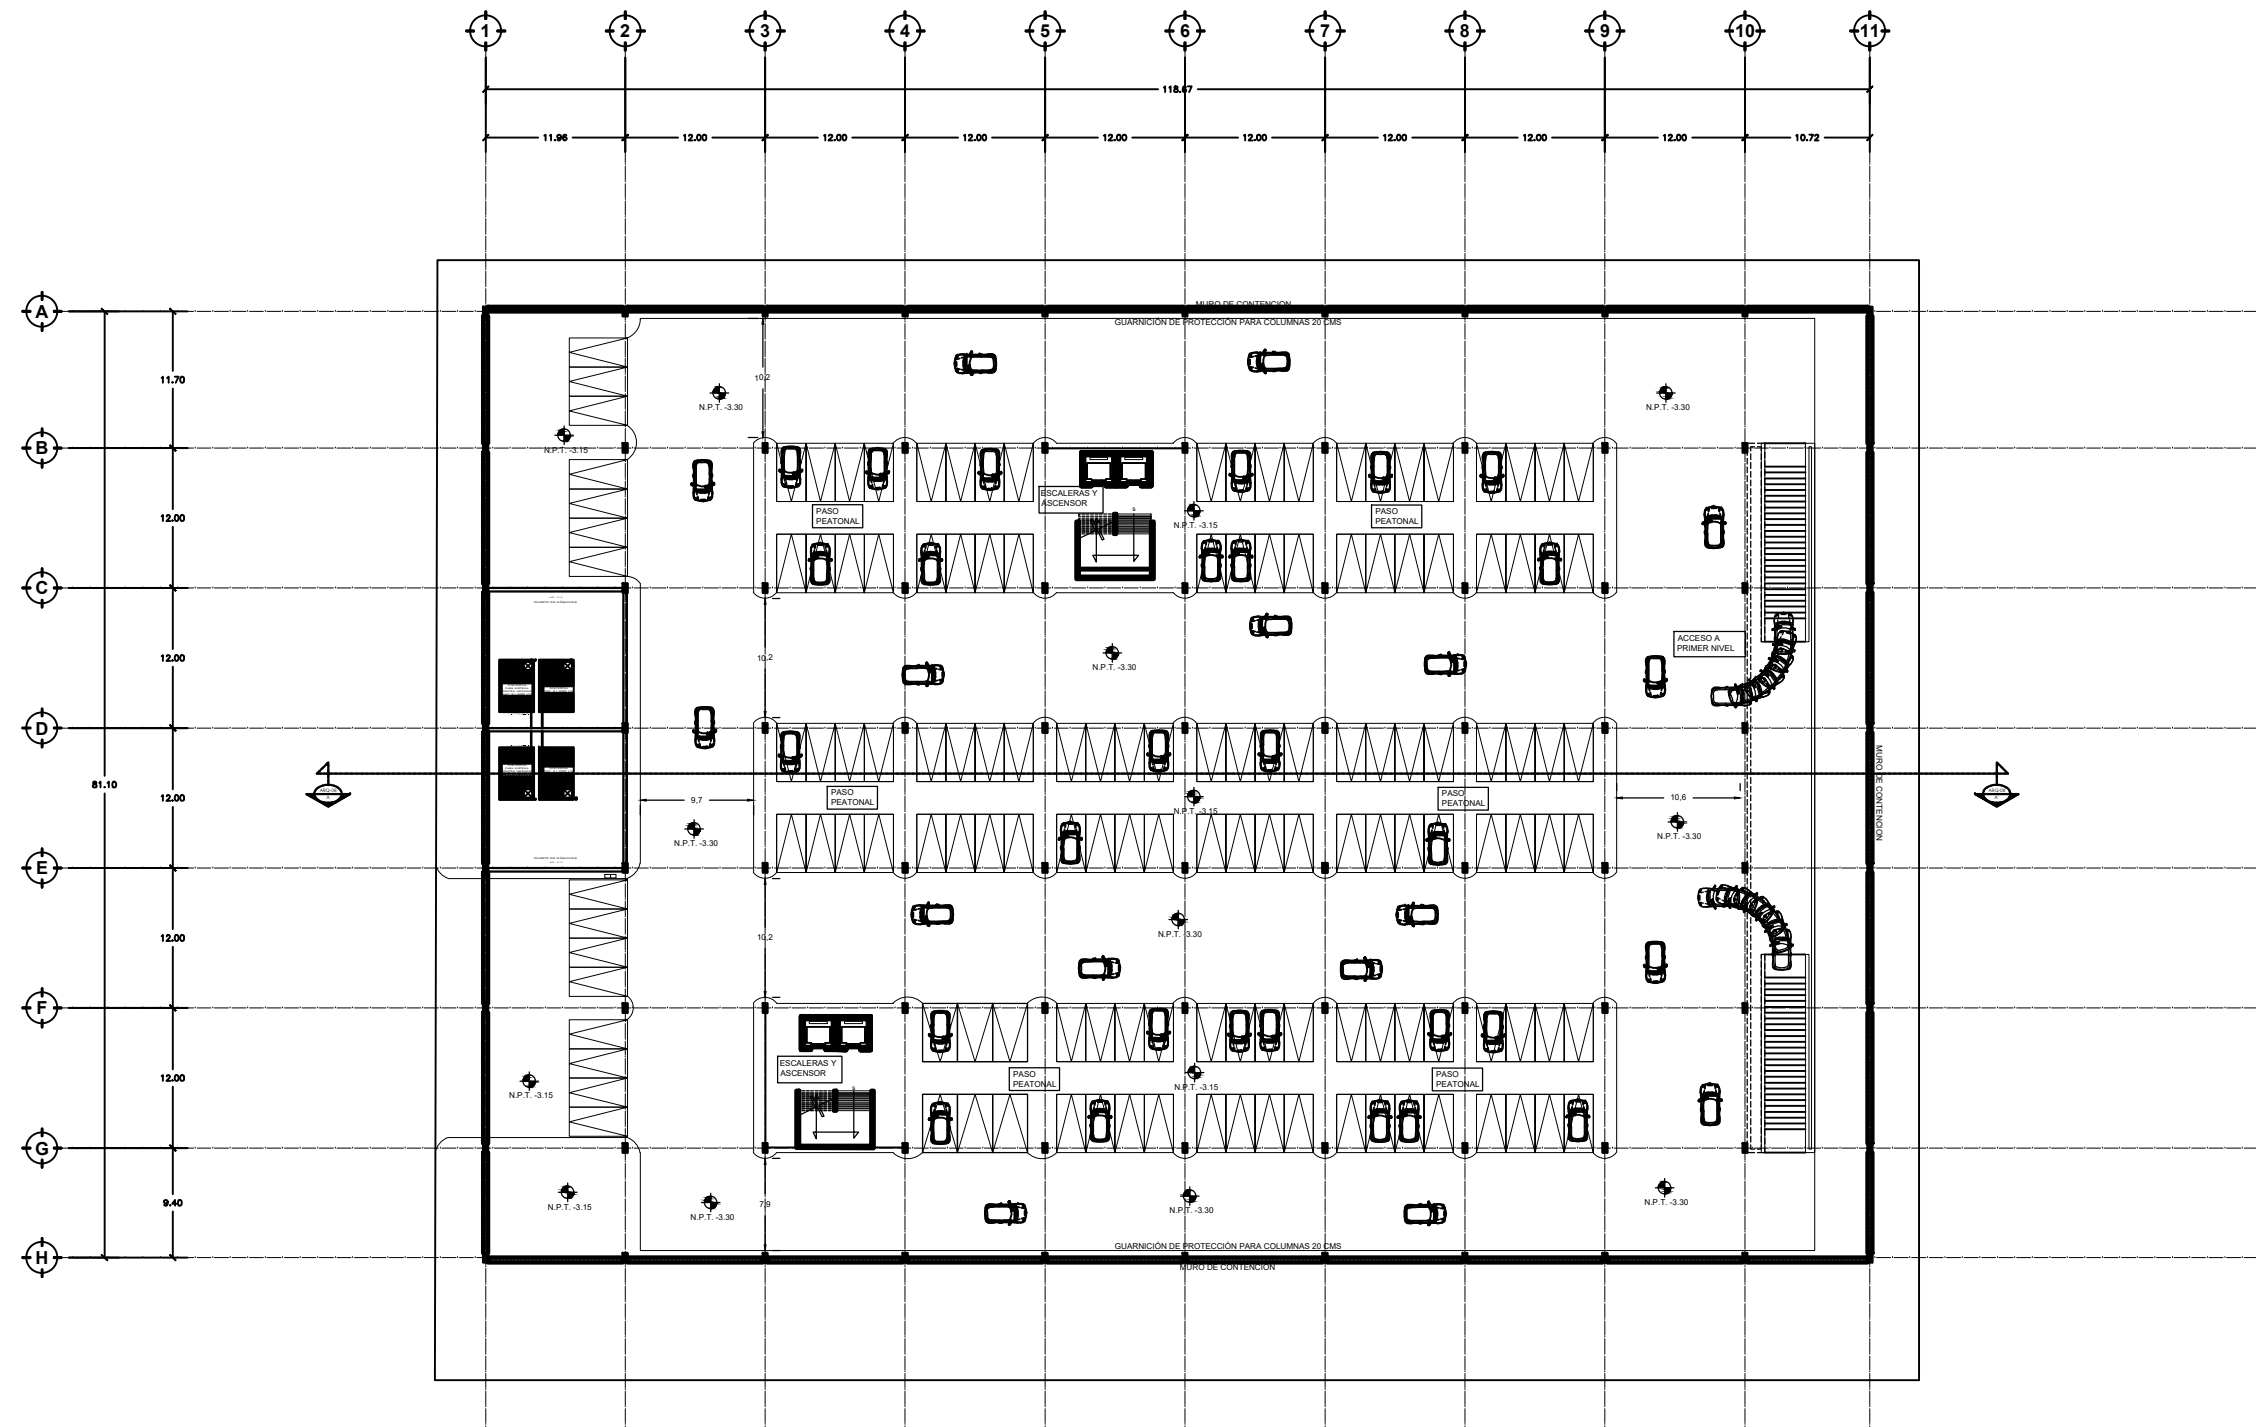 1 2 3 4 5 6 7 8 9 10 11
118.67
11.96 12.00 12.00 12.00 12.00 12.00 12.00 12.00 12.00 10.72
A
MURO DE CONTENCION
GUARNICIÓN DE PROTECCIÓN PARA COLUMNAS 20 CMS
11.70
10,2
N.P.T. -3.30
N.P.T. -3.30
B
N.P.T. -3.15
ESCALERAS Y
ASCENSOR
S
PASO
PEATONAL
PASO
PEATONAL
12.00
N.P.T. -3.15
C
ACCESO A
PRIMER NIVEL
12.00
10,2
N.P.T. -3.30
D
MURO DE CONTENCION
81.10
PASO
PEATONAL
PASO
PEATONAL
12.00
9,7
10,6
N.P.T. -3.15
N.P.T. -3.30
N.P.T. -3.30
E
12.00
10,2
N.P.T. -3.30
F
ESCALERAS Y
ASCENSOR
S
PASO
PEATONAL
PASO
PEATONAL
12.00
N.P.T. -3.15
N.P.T. -3.15
G
9.40
7,9
N.P.T. -3.15
N.P.T. -3.30
N.P.T. -3.30
N.P.T. -3.30
GUARNICIÓN DE PROTECCIÓN PARA COLUMNAS 20 CMS
H
MURO DE CONTENCION